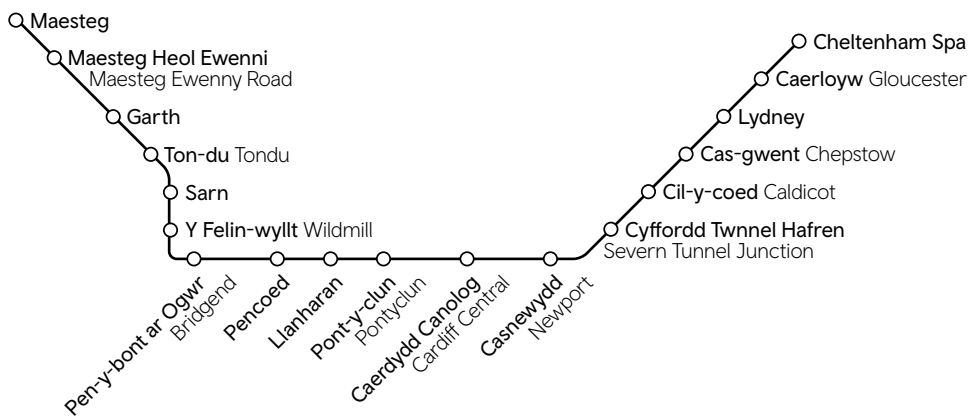 Maesteg
Maesteg Heol Ewenni
Maesteg Ewenny Road
Garth
Ton-du Tondu
Sarn
Y Felin-wyllt Wildmill
Pen-y-bont ar Ogwr
Bridgend
Pencoed
Llanharan
Pont-y-clun
Pontyclun
Caerdydd Canolog
Cardiff Central
Casnewydd
Newport
Cyffordd Twnnel Hafren
Severn Tunnel Junction
Cil-y-coed Caldicot
Cas-gwent Chepstow
Lydney
Caerloyw Gloucester
Cheltenham Spa